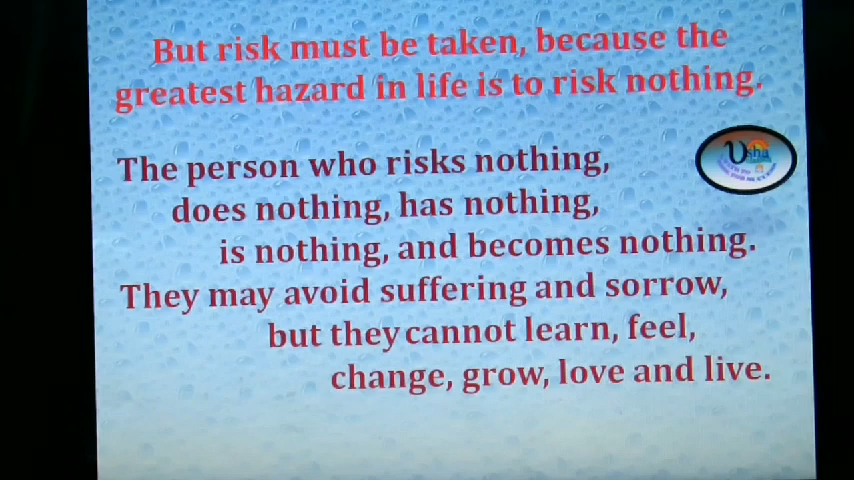 But risk must be taken, because the
greatest hazard in life is to risk nothing.
The person who risks nothing,
does nothing, has nothing,
is nothing, and becomes nothing.
They may avoid suffering and sorrow,
but they cannot learn, feel,
change, grow, love and live.
Usha